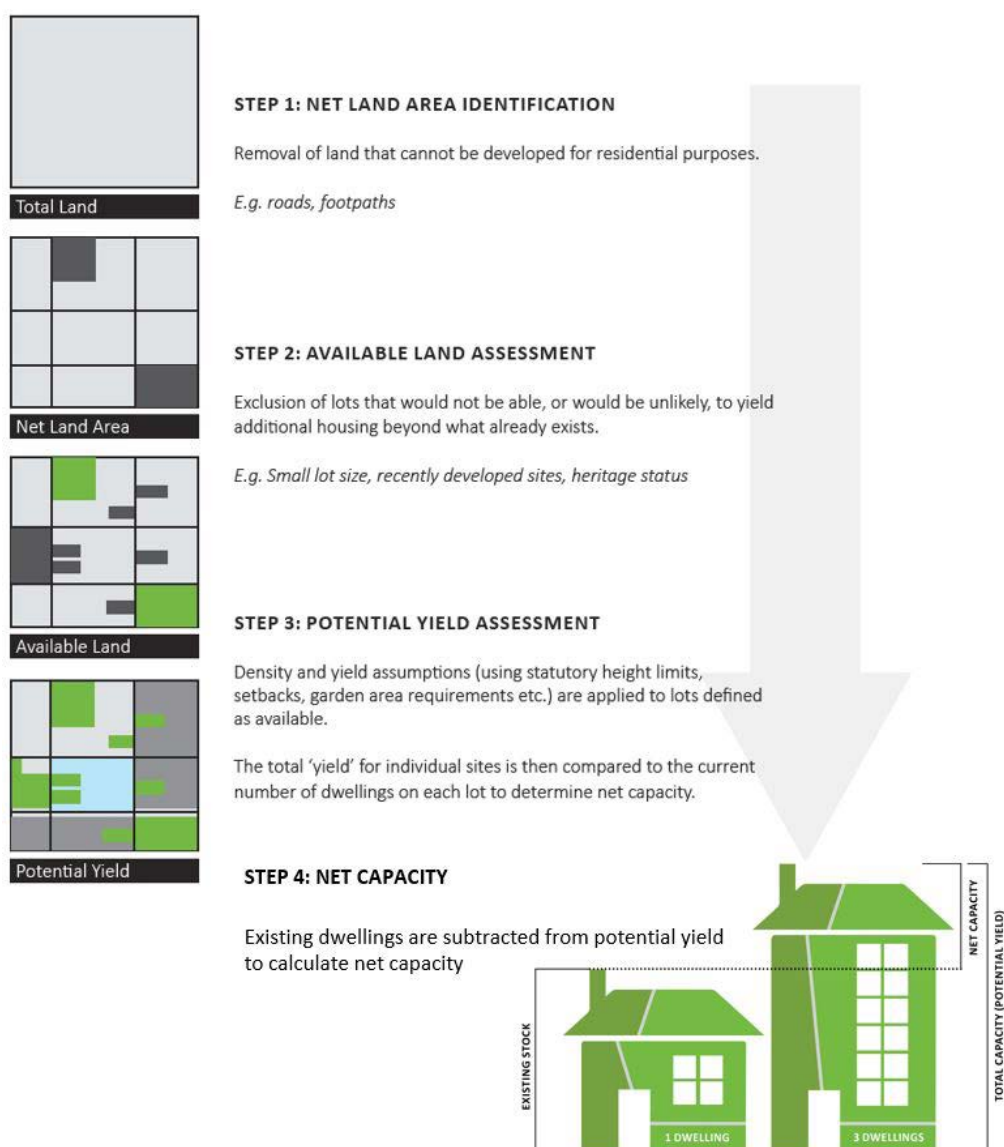 STEP 1: NET LAND AREA IDENTIFICATION
Removal of land that cannot be developed for residential purposes.
E.g. roads, footpaths
Total Land
STEP 2: AVAILABLE LAND ASSESSMENT
Exclusion of lots that would not be able, or would be unlikely, to yield
additional housing beyond what already exists.
E.g. Small lot size, recently developed sites, heritage status
Net Land Area
STEP 3: POTENTIAL YIELD ASSESSMENT
Density and yield assumptions (using statutory height limits,
setbacks, garden area requirements etc.) are applied to lots defined
as available.
The total ‘yield’ for individual sites is then compared to the current
number of dwellings on each lot to determine net capacity.
Available Land
Potential Yield
STEP 4: NET CAPACITY
Existing dwellings are subtracted from potential yield
to calculate net capacity
EXISTING STOCK
1 DWELLING
3 DWELLINGS
NET CAPACITY
TOTAL CAPACITY (POTENTIAL YIELD)